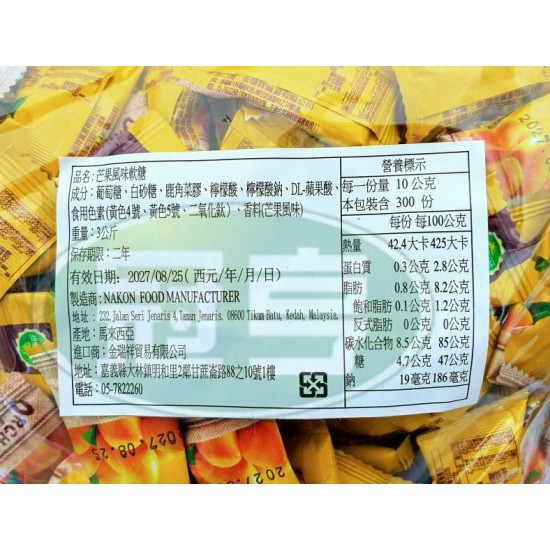 品名:芒果風味軟糖
成分:葡萄糖、白砂糖、鹿角菜膠、檸檬酸、檸檬酸鈉、DL-蘋果酸、
食用色素(黃色4號、黃色5號、二氧化鈦)、香料(芒果風味)
重量:3公斤
保存期限:二年
有效日期:2027/08/25(西元/年/月/日)
製造商:NAKON FOOD MANUFACTURER
地址:232,Jalan Seri Jenaris 4,Taman Jenaris. 08600 Tikam Batu, Kedah, Malaysia.
產地:馬來西亞
進口商:金瑞祥貿易有限公司
地址:嘉義縣大林鎮明和里2鄰甘蔗崙路88之10號1樓
電話:05-7822260
營養標示
每一份量 10 公克
本包裝含 300 份
每份 每100公克
熱量 42.4大卡 425大卡
蛋白質 0.3公克 2.8公克
脂肪 0.8公克 8.2公克
飽和脂肪 0.1公克 1.2公克
反式脂肪 0公克 0公克
碳水化合物 8.5公克 85公克
糖 4.7公克 47公克
鈉 19毫克 186毫克
2027
027.08.25
027.0